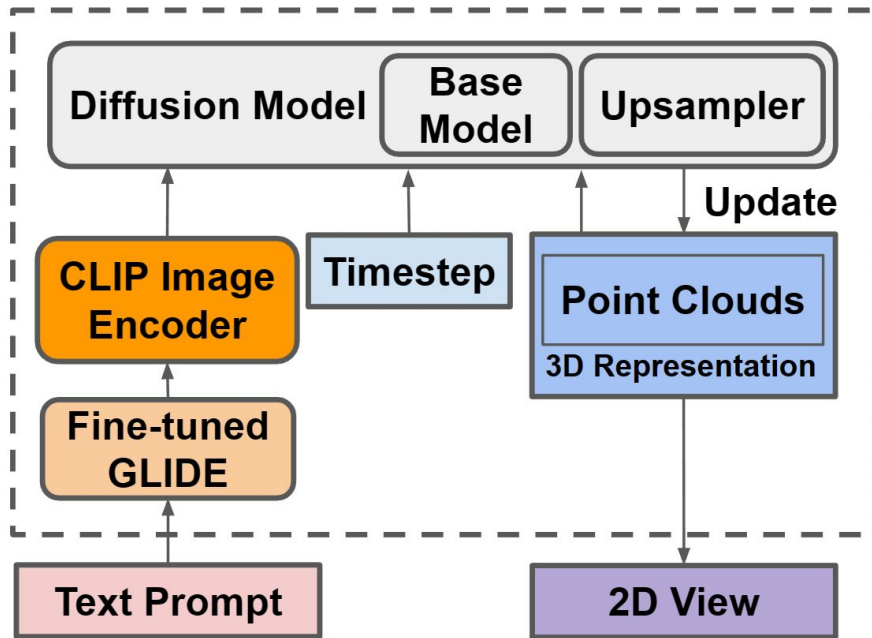 Diffusion Model
Base
Model
Upsampler
Update
CLIP Image
Encoder
Timestep
Point Clouds
3D Representation
Fine-tuned
GLIDE
Text Prompt
2D View